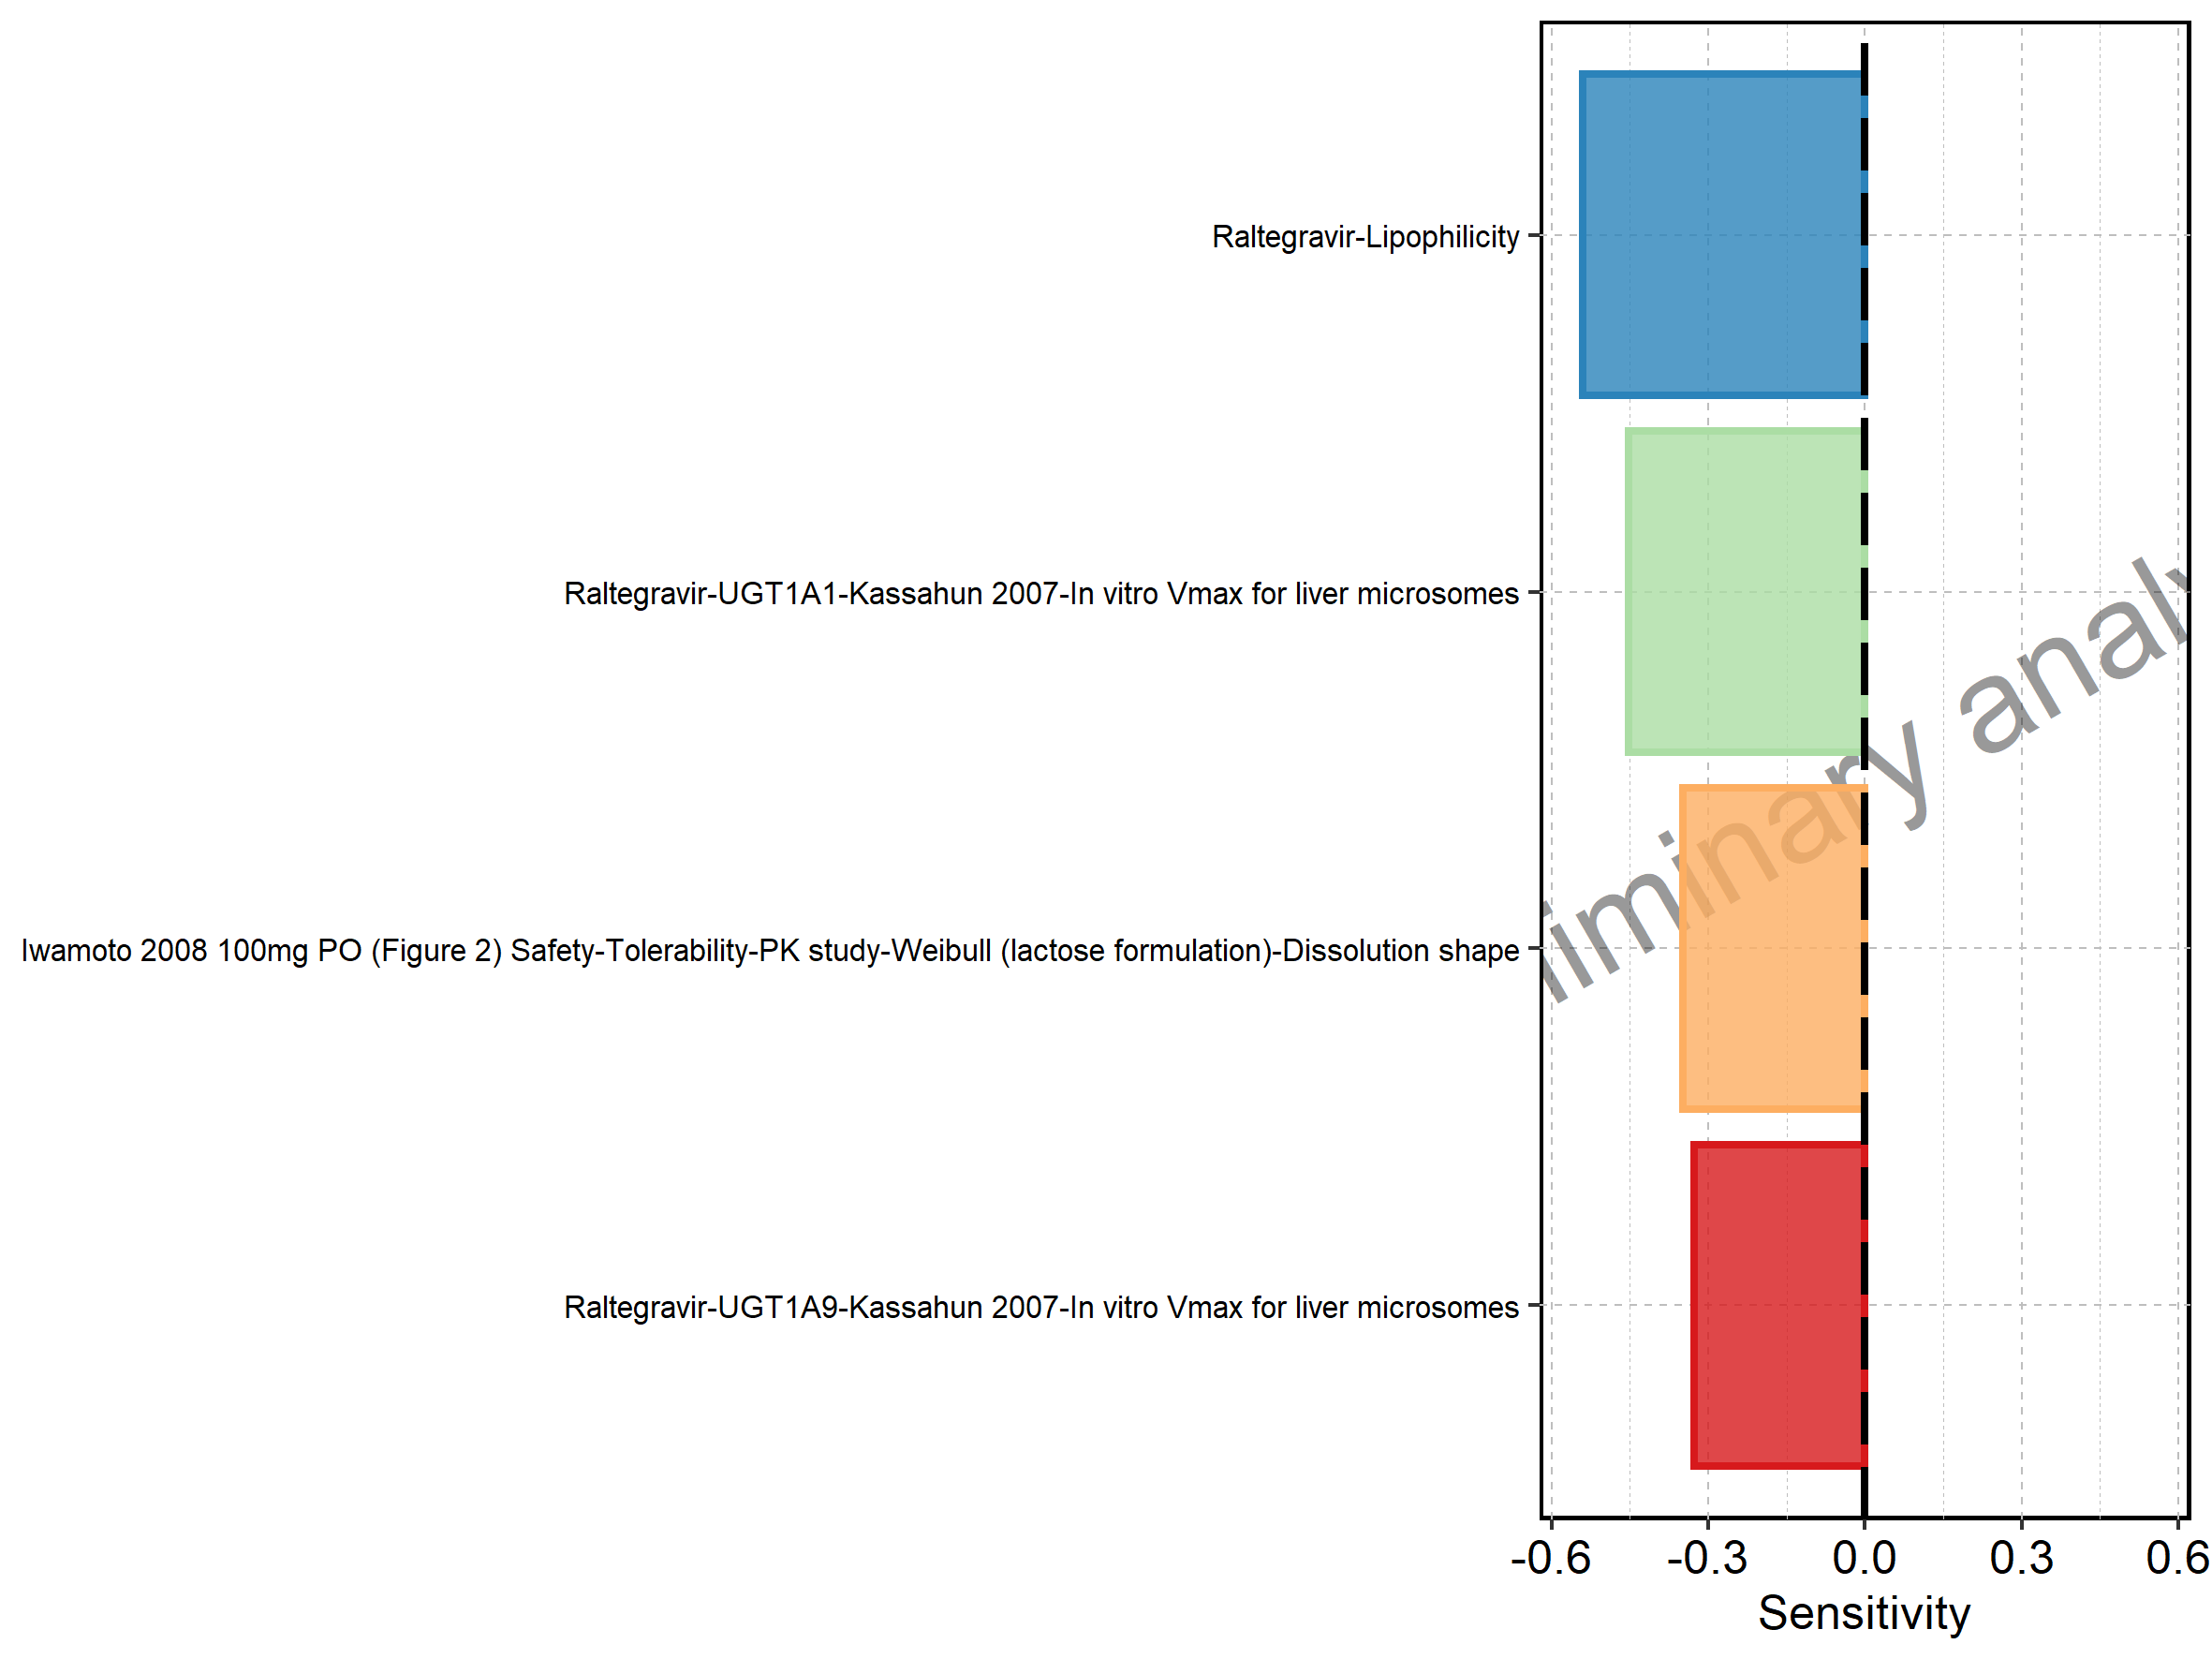 Raltegravir-Lipophilicity
Raltegravir-UGT1A1-Kassahun 2007-In vitro Vmax for liver microsomes
Iwamoto 2008 100mg PO (Figure 2) Safety-Tolerability-PK study-Weibull (lactose formulation)-Dissolution shape
Raltegravir-UGT1A9-Kassahun 2007-In vitro Vmax for liver microsomes
iminary analy
-0.6 -0.3 0.0 0.3 0.6
Sensitivity